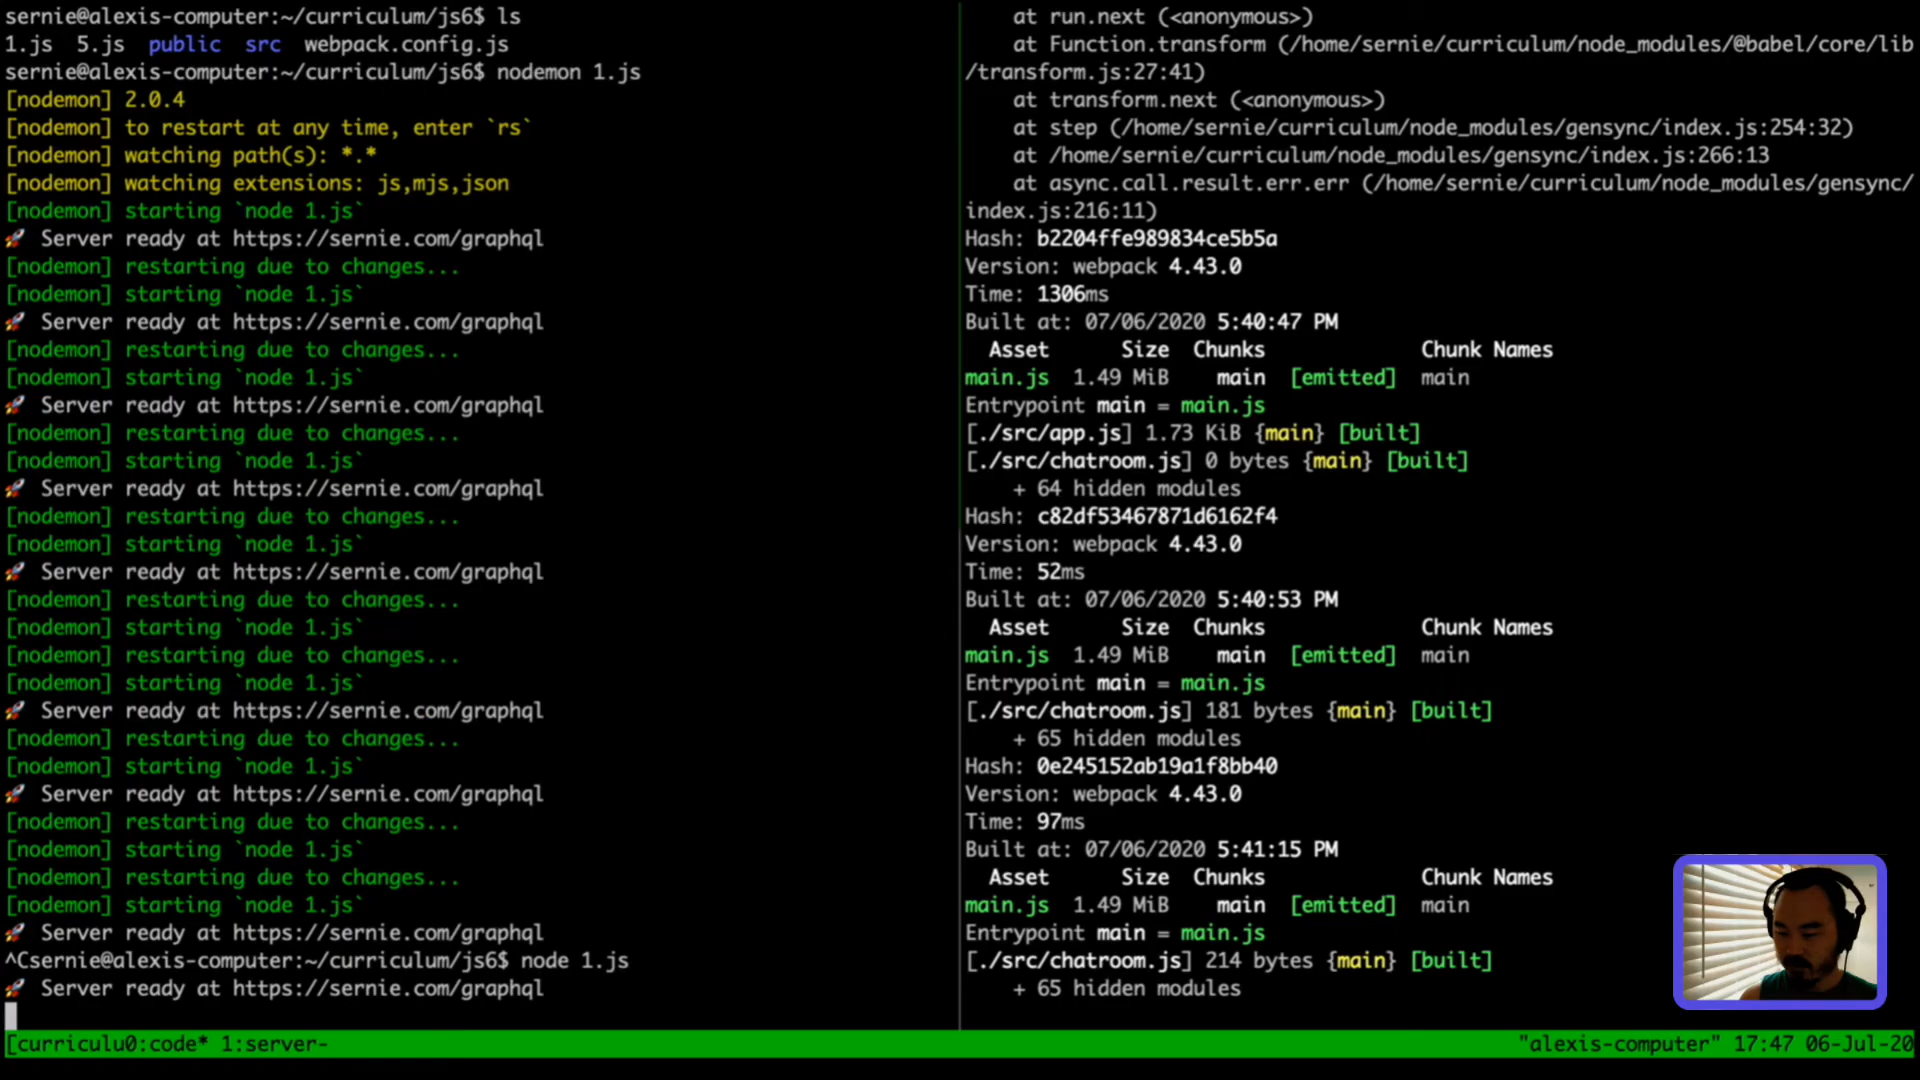 sernie@alexis-computer:~/curriculum/js6$ ls
1.js  5.js  public  src  webpack.config.js
sernie@alexis-computer:~/curriculum/js6$ nodemon 1.js
[nodemon] 2.0.4
[nodemon] to restart at any time, enter `rs`
[nodemon] watching path(s): *.*
[nodemon] watching extensions: js,mjs,json
[nodemon] starting `node 1.js`
🚀 Server ready at https://sernie.com/graphql
[nodemon] restarting due to changes...
[nodemon] starting `node 1.js`
🚀 Server ready at https://sernie.com/graphql
[nodemon] restarting due to changes...
[nodemon] starting `node 1.js`
🚀 Server ready at https://sernie.com/graphql
[nodemon] restarting due to changes...
[nodemon] starting `node 1.js`
🚀 Server ready at https://sernie.com/graphql
[nodemon] restarting due to changes...
[nodemon] starting `node 1.js`
🚀 Server ready at https://sernie.com/graphql
[nodemon] restarting due to changes...
[nodemon] starting `node 1.js`
[nodemon] restarting due to changes...
[nodemon] starting `node 1.js`
🚀 Server ready at https://sernie.com/graphql
[nodemon] restarting due to changes...
[nodemon] starting `node 1.js`
🚀 Server ready at https://sernie.com/graphql
[nodemon] restarting due to changes...
[nodemon] starting `node 1.js`
[nodemon] restarting due to changes...
[nodemon] starting `node 1.js`
🚀 Server ready at https://sernie.com/graphql
^Csernie@alexis-computer:~/curriculum/js6$ node 1.js
🚀 Server ready at https://sernie.com/graphql
    at run.next (<anonymous>)
    at Function.transform (/home/sernie/curriculum/node_modules/@babel/core/lib
/transform.js:27:41)
    at transform.next (<anonymous>)
    at step (/home/sernie/curriculum/node_modules/gensync/index.js:254:32)
    at /home/sernie/curriculum/node_modules/gensync/index.js:266:13
    at async.call.result.err.err (/home/sernie/curriculum/node_modules/gensync/
index.js:216:11)
Hash: b2204ffe989834ce5b5a
Version: webpack 4.43.0
Time: 1306ms
Built at: 07/06/2020 5:40:47 PM
  Asset      Size  Chunks             Chunk Names
main.js  1.49 MiB    main  [emitted]  main
Entrypoint main = main.js
[./src/app.js] 1.73 KiB {main} [built]
[./src/chatroom.js] 0 bytes {main} [built]
    + 64 hidden modules
Hash: c82df53467871d6162f4
Version: webpack 4.43.0
Time: 52ms
Built at: 07/06/2020 5:40:53 PM
  Asset      Size  Chunks             Chunk Names
main.js  1.49 MiB    main  [emitted]  main
Entrypoint main = main.js
[./src/chatroom.js] 181 bytes {main} [built]
    + 65 hidden modules
Hash: 0e245152ab19a1f8bb40
Version: webpack 4.43.0
Time: 97ms
Built at: 07/06/2020 5:41:15 PM
  Asset      Size  Chunks             Chunk Names
main.js  1.49 MiB    main  [emitted]  main
Entrypoint main = main.js
[./src/chatroom.js] 214 bytes {main} [built]
    + 65 hidden modules
[curriculu0:code* 1:server-    "alexis-computer" 17:47 06-Jul-20